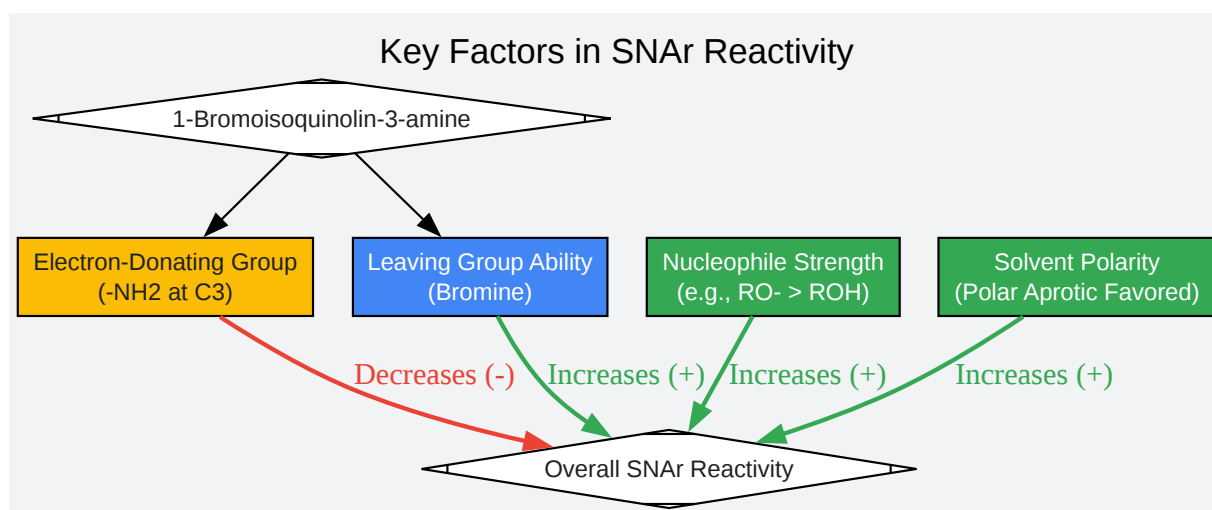 Key Factors in SNAr Reactivity
1-Bromoisoquinolin-3-amine
Electron-Donating Group
(-NH2 at C3)
Leaving Group Ability
(Bromine)
Nucleophile Strength
(e.g., RO- > ROH)
Solvent Polarity
(Polar Aprotic Favored)
Decreases (-)
Increases (+)
Increases (+)
Increases (+)
Overall SNAr Reactivity